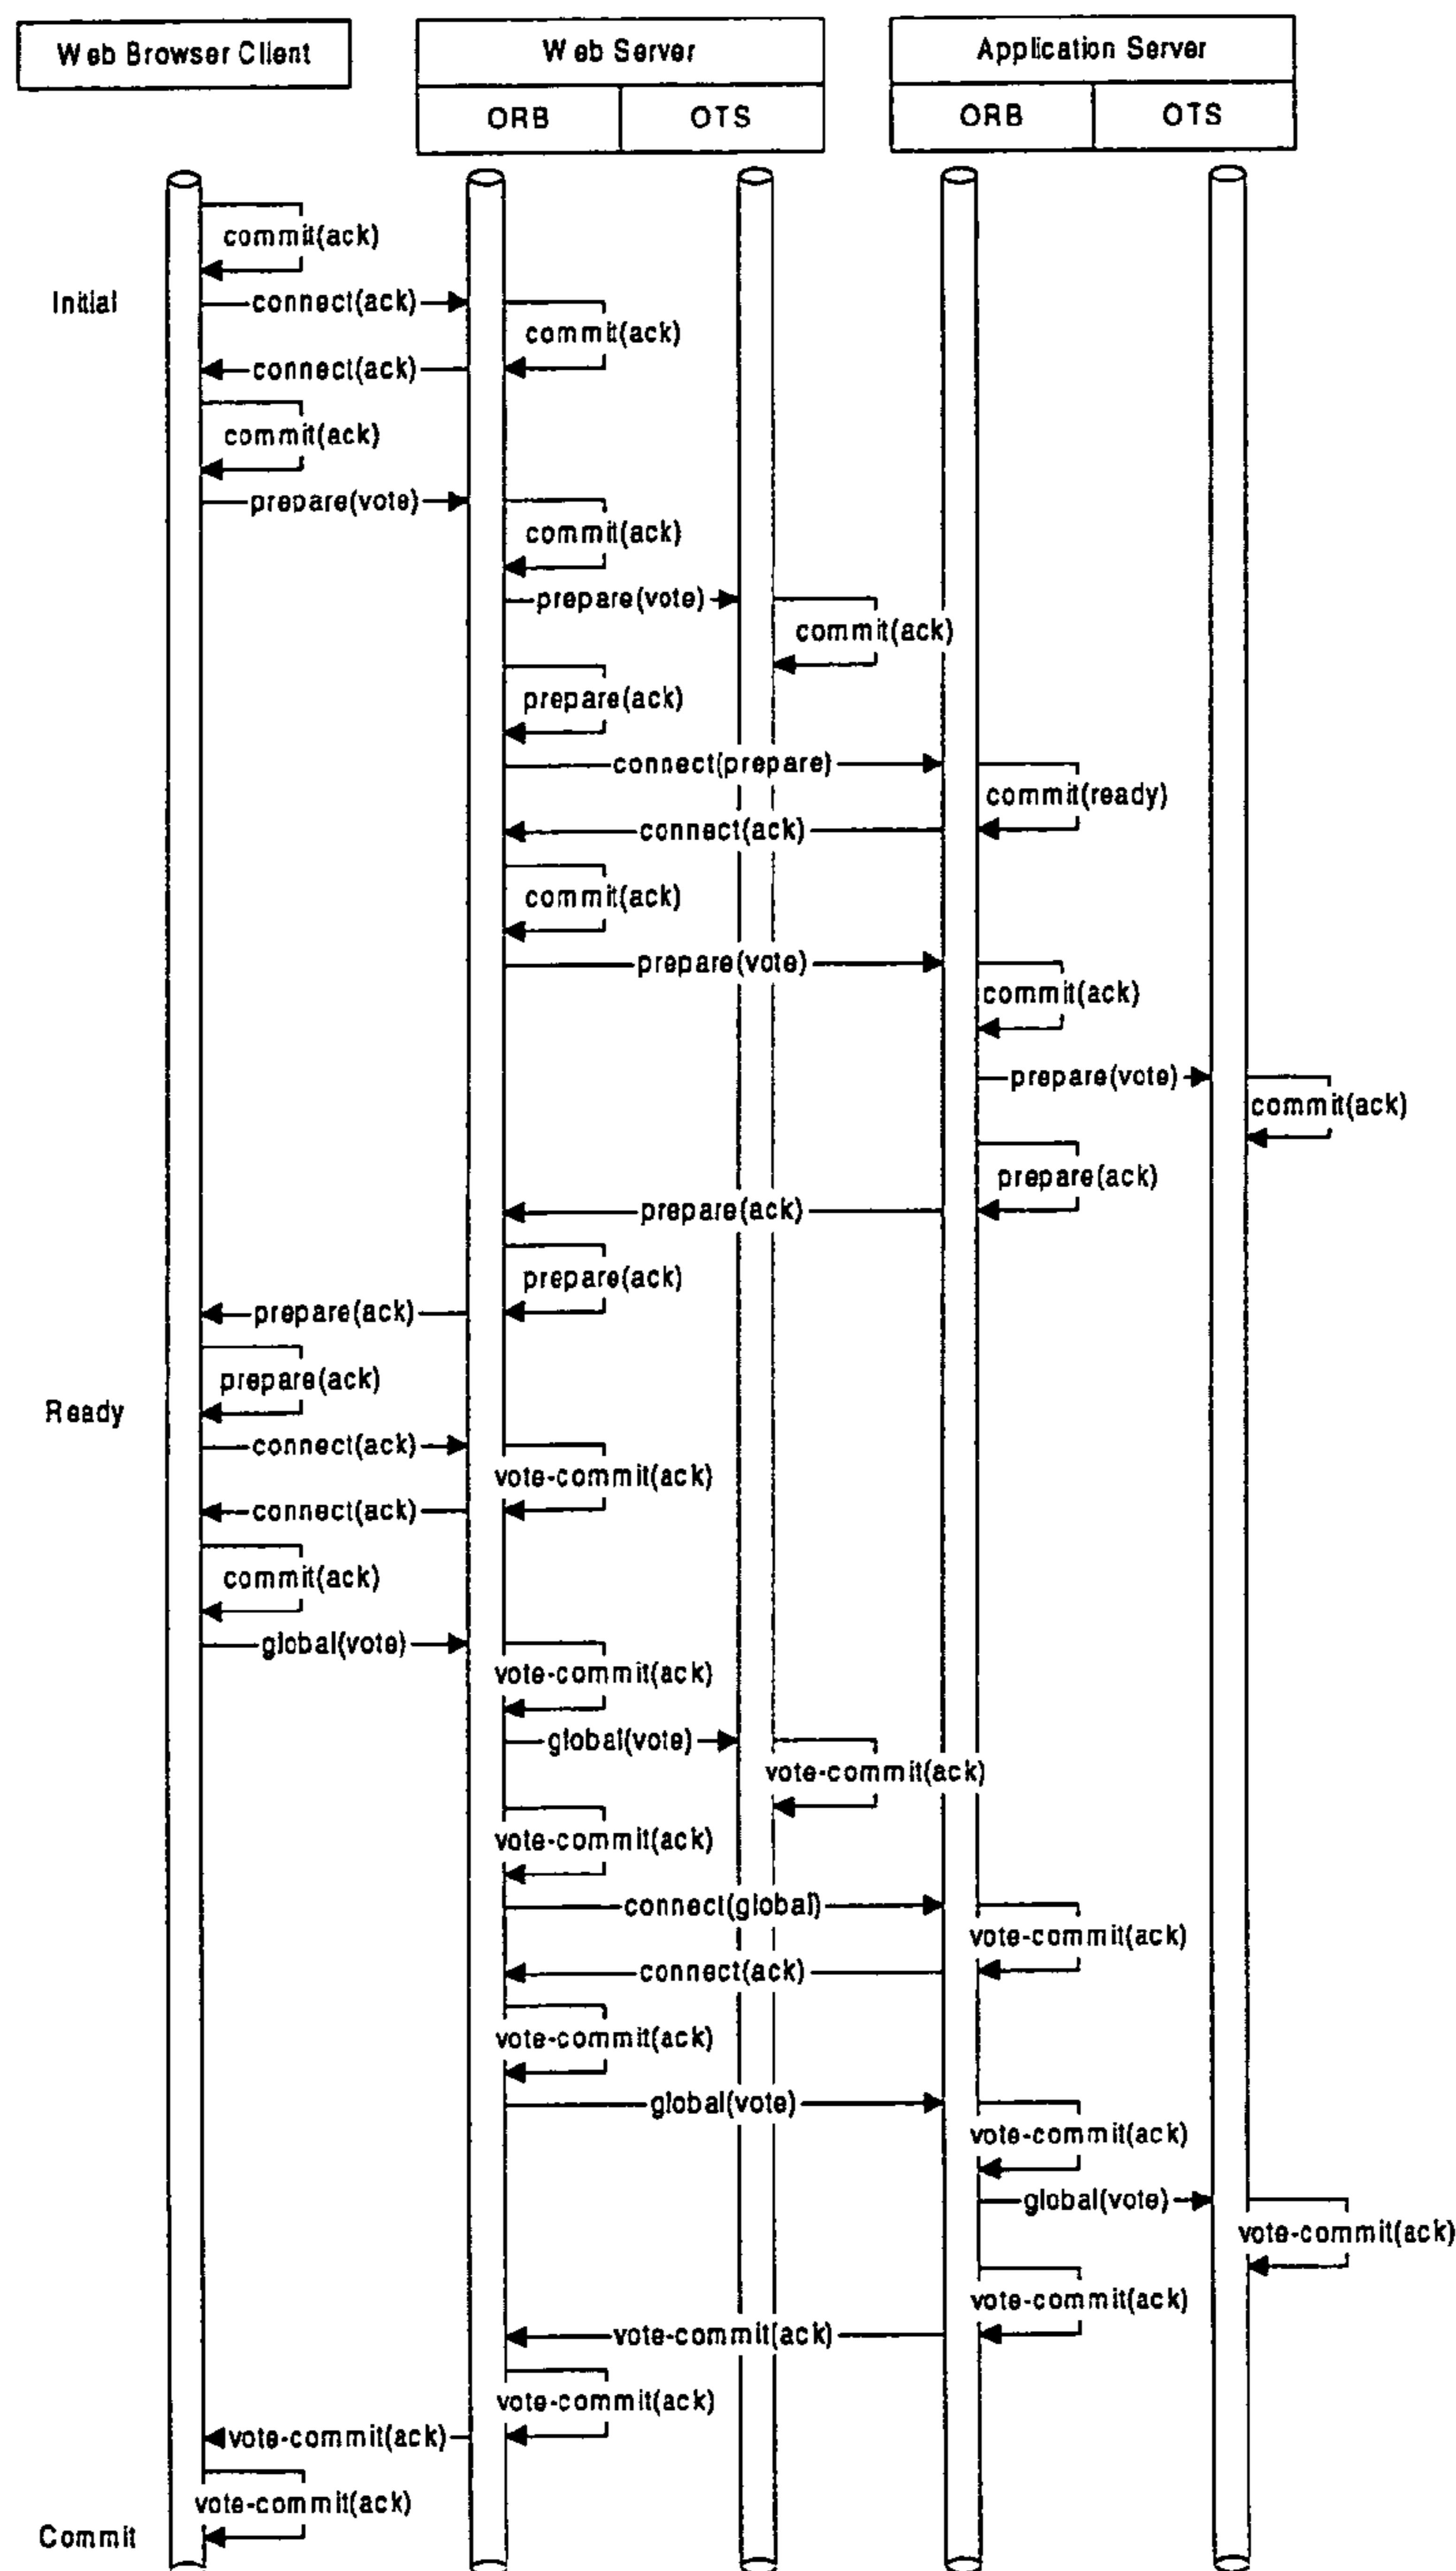 Web Browser Client
Web Server
Application Server
ORB
OTS
ORB
OTS
commit(ack)
Initial
connect(ack)
commit(ack)
connect(ack)
commit(ack)
prepare(vote)
commit(ack)
prepare(vote)
commit(ack)
prepare(ack)
connect(prepare)
commit(ready)
connect(ack)
commit(ack)
prepare(vote)
commit(ack)
prepare(vote)
commit(ack)
prepare(ack)
prepare(ack)
prepare(ack)
prepare(ack)
prepare(ack)
Ready
connect(ack)
vote-commit(ack)
connect(ack)
commit(ack)
global(vote)
vote-commit(ack)
global(vote)
vote-commit(ack)
vote-commit(ack)
connect(global)
vote-commit(ack)
connect(ack)
vote-commit(ack)
global(vote)
vote-commit(ack)
global(vote)
vote-commit(ack)
vote-commit(ack)
vote-commit(ack)
vote-commit(ack)
vote-commit(ack)
vote-commit(ack)
Commit